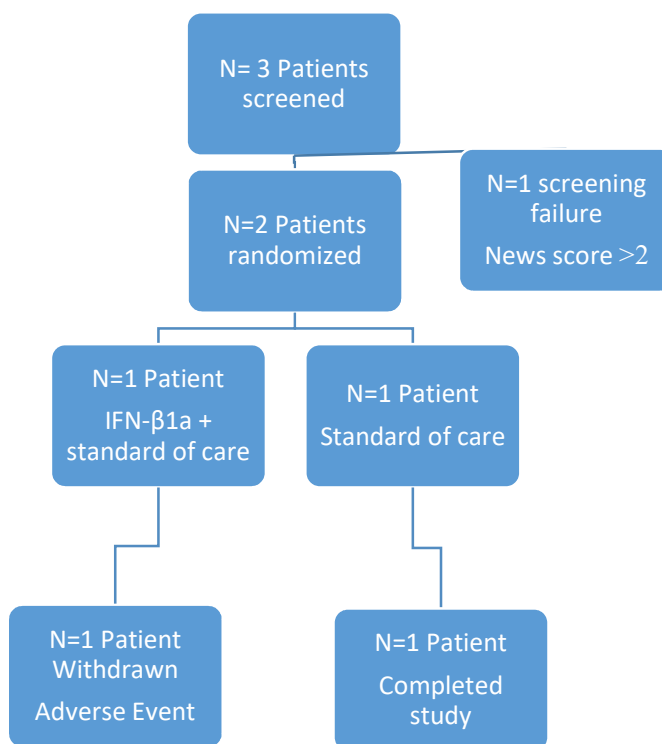 N= 3 Patients
screened
N=1 screening
failure
News score >2
N=2 Patients
randomized
N=1 Patient
IFN-β1a +
standard of care
N=1 Patient
Standard of care
N=1 Patient
Withdrawn
Adverse Event
N=1 Patient
Completed
study